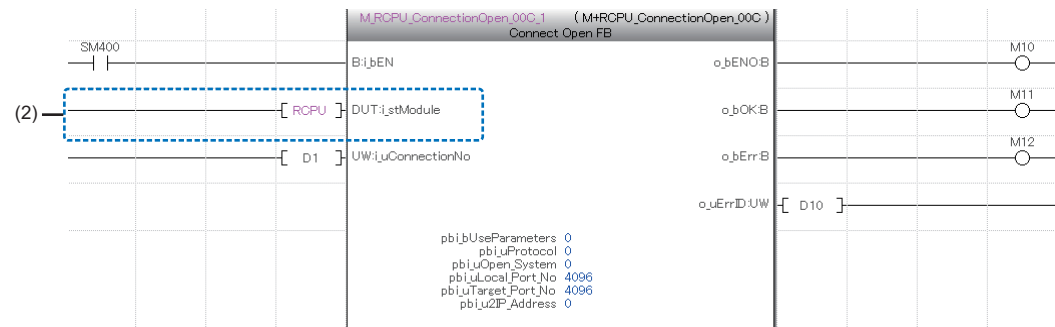 M_RCPU_ConnectionOpen_00C_1 ( M+RCPU_ConnectionOpen_00C )
Connect Open FB
SM400
B:i_bEN
o_bENO:B
M10
(2)
RCPU
DUT:i_stModule
o_bOK:B
M11
D1
UW:i_uConnectionNo
o_bErr:B
M12
o_uErrID:UW
D10
pbi_bUseParameters 0
pbi_uProtocol 0
pbi_uOpen_System 0
pbi_uLocal_Port_No 4096
pbi_uTarget_Port_No 4096
pbi_u2IP_Address 0